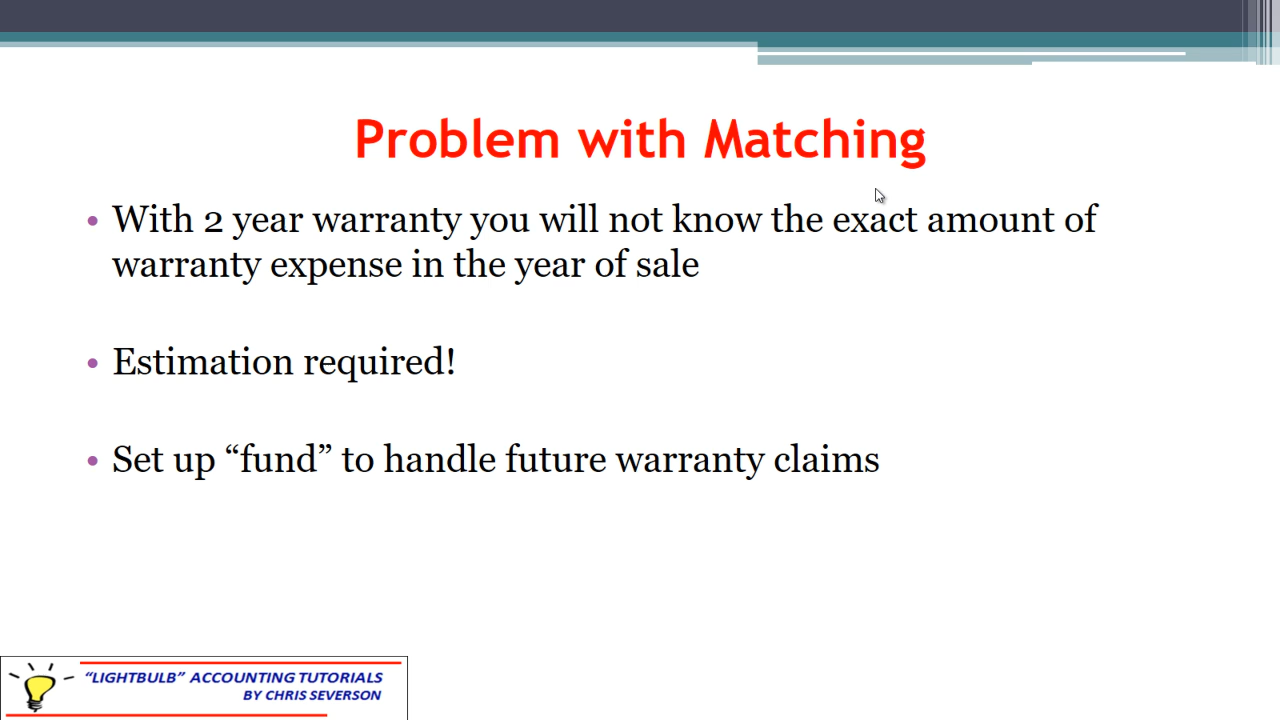 Problem with Matching
• With 2 year warranty you will not know the exact amount of
warranty expense in the year of sale
• Estimation required!
• Set up “fund” to handle future warranty claims
“LIGHTBULB” ACCOUNTING TUTORIALS
BY CHRIS SEVERSON